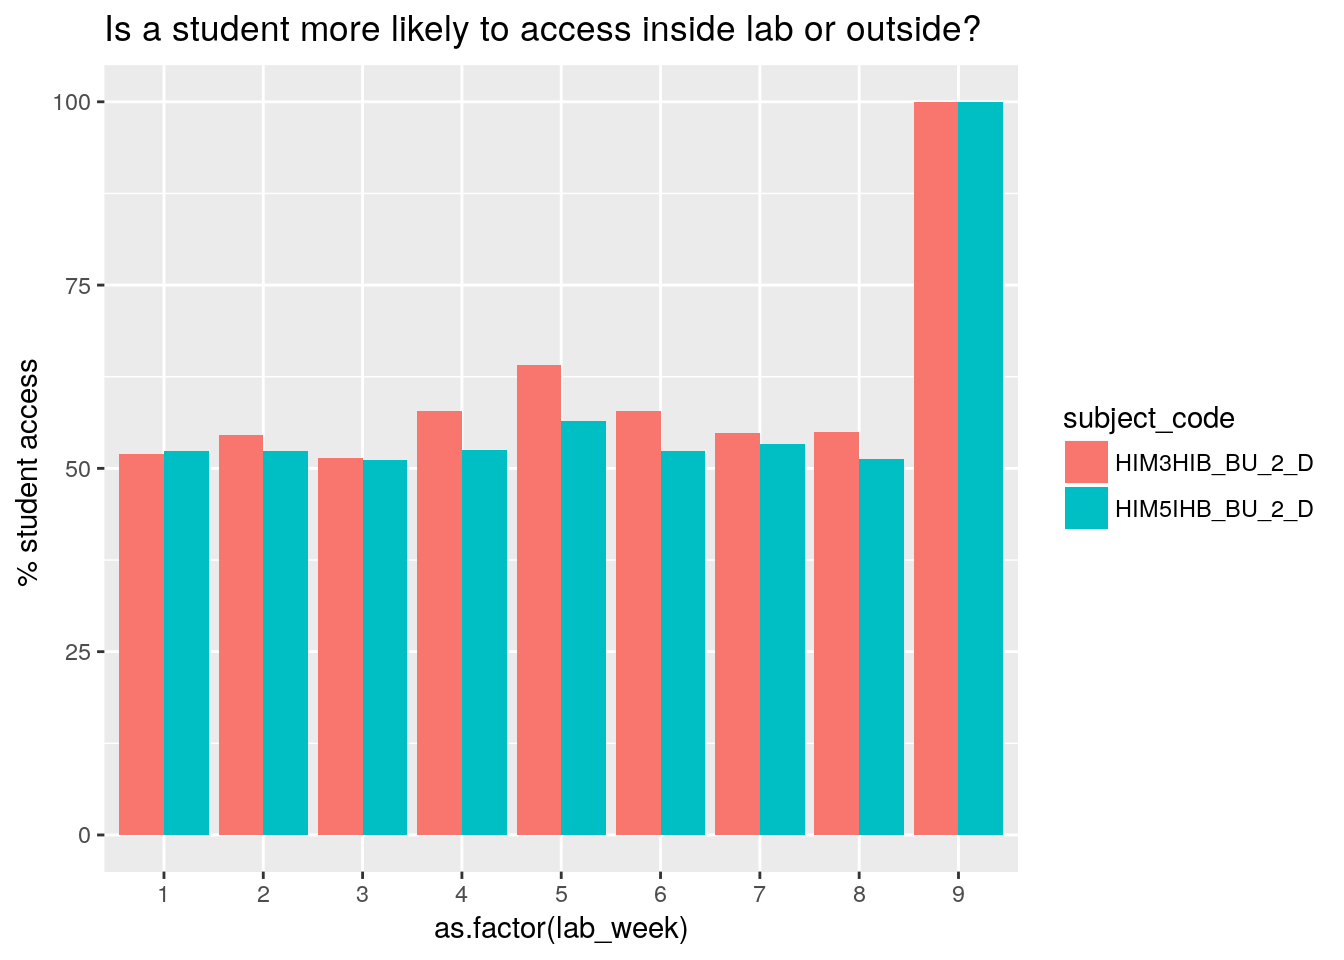 Is a student more likely to access inside lab or outside?
100
75
50
25
0
% student access
1 2 3 4 5 6 7 8 9
as.factor(lab_week)
subject_code
HIM3HIB_BU_2_D
HIM5IHB_BU_2_D